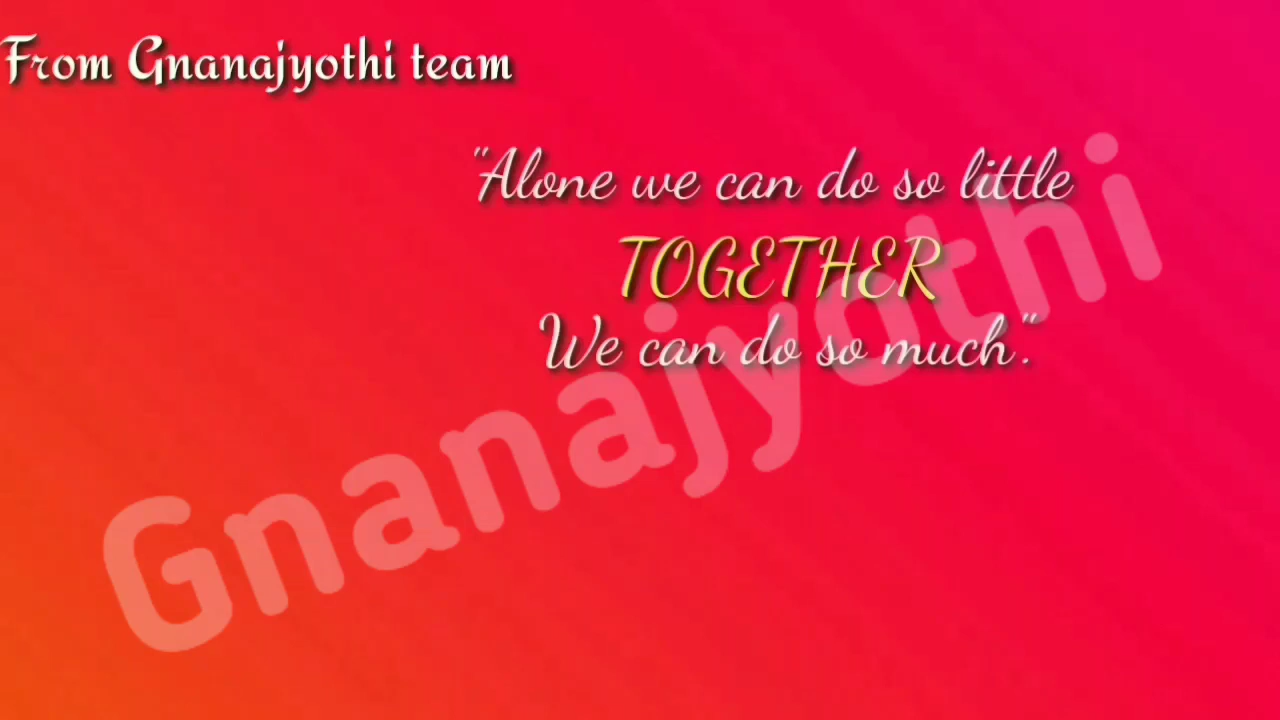 From Gnanajyothi team
"Alone we can do so little
TOGETHER
We can do so much".
Gnanajyothi